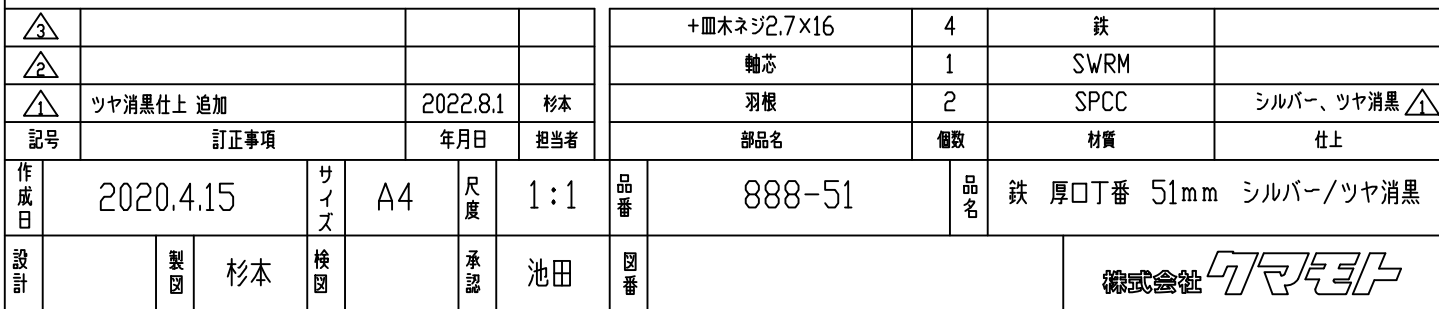 3 +皿木ネジ2.7×16 4 鉄
2 軸芯 1 SWRM
1 ツヤ消黒仕上 追加 2022.8.1 杉本 羽根 2 SPCC シルバー、ツヤ消黒 1
記号 訂正事項 年月日 担当者 部品名 個数 材質 仕上
作成日 2020.4.15 サイズ A4 尺度 1:1 品番 888-51 品名 鉄 厚口丁番 51mm シルバー/ツヤ消黒
設計 製図 杉本 検図 承認 池田 図番 株式会社クマモト